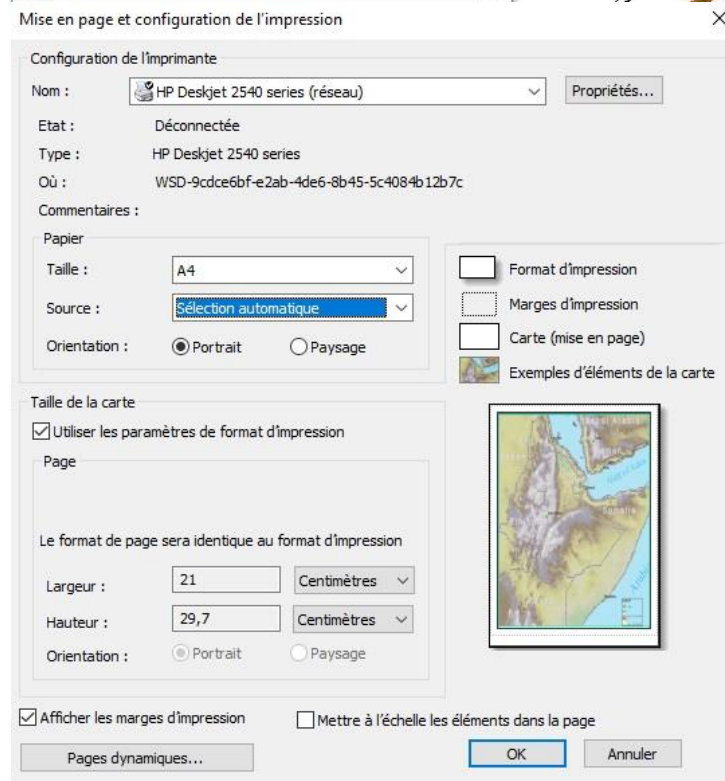 Mise en page et configuration de l'impression
Configuration de l'imprimante
Nom : HP Deskjet 2540 series (réseau) Propriétés...
Etat : Déconnectée
Type : HP Deskjet 2540 series
Où : WSD-9cdce6bf-e2ab-4de6-8b45-5c4084b12b7c
Commentaires :
Papier
Taille : A4
Source : Sélection automatique
Orientation : Portrait Paysage
Format d'impression
Marges d'impression
Carte (mise en page)
Exemples d'éléments de la carte
Taille de la carte
Utiliser les paramètres de format d'impression
Page
Le format de page sera identique au format d'impression
Largeur : 21 Centimètres
Hauteur : 29,7 Centimètres
Orientation : Portrait Paysage
Somalia
Afficher les marges d'impression Mettre à l'échelle les éléments dans la page
Pages dynamiques... OK Annuler